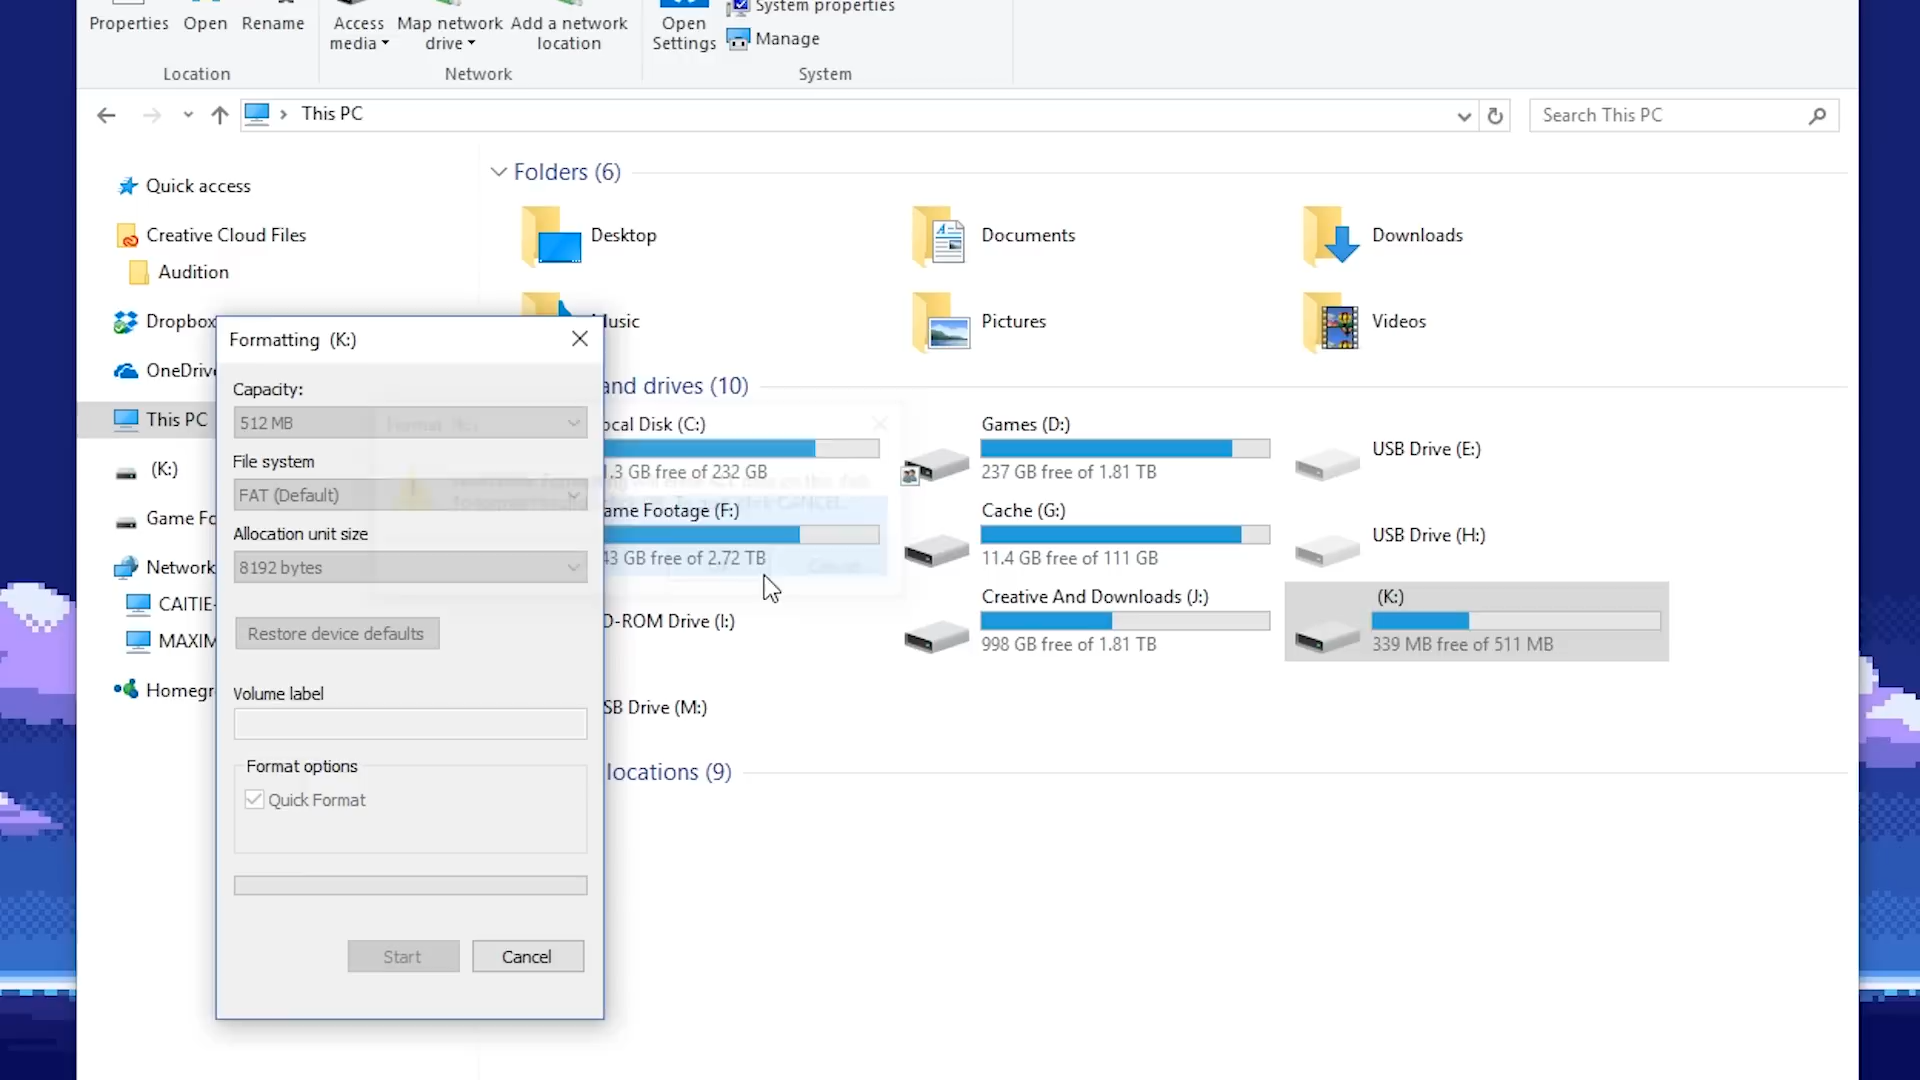 Properties
Open
Rename
Access
media
Map network
drive
Add a network
location
Open
Settings
System properties
Manage
Location
Network
System
This PC
Search This PC
Quick access
Creative Cloud Files
Audition
Dropbox
OneDrive
This PC
(K:)
Game Fo
Network
CAITIE-
MAXIM
Homegr
Folders (6)
Desktop
Documents
Downloads
Music
Pictures
Videos
and drives (10)
ocal Disk (C:)
1.3 GB free of 232 GB
Games (D:)
237 GB free of 1.81 TB
USB Drive (E:)
ame Footage (F:)
43 GB free of 2.72 TB
Cache (G:)
11.4 GB free of 111 GB
USB Drive (H:)
D-ROM Drive (I:)
Creative And Downloads (J:)
998 GB free of 1.81 TB
(K:)
339 MB free of 511 MB
SB Drive (M:)
locations (9)
Formatting (K:)
Capacity:
512 MB
File system
FAT (Default)
Allocation unit size
8192 bytes
Restore device defaults
Volume label
Format options
Quick Format
Start
Cancel